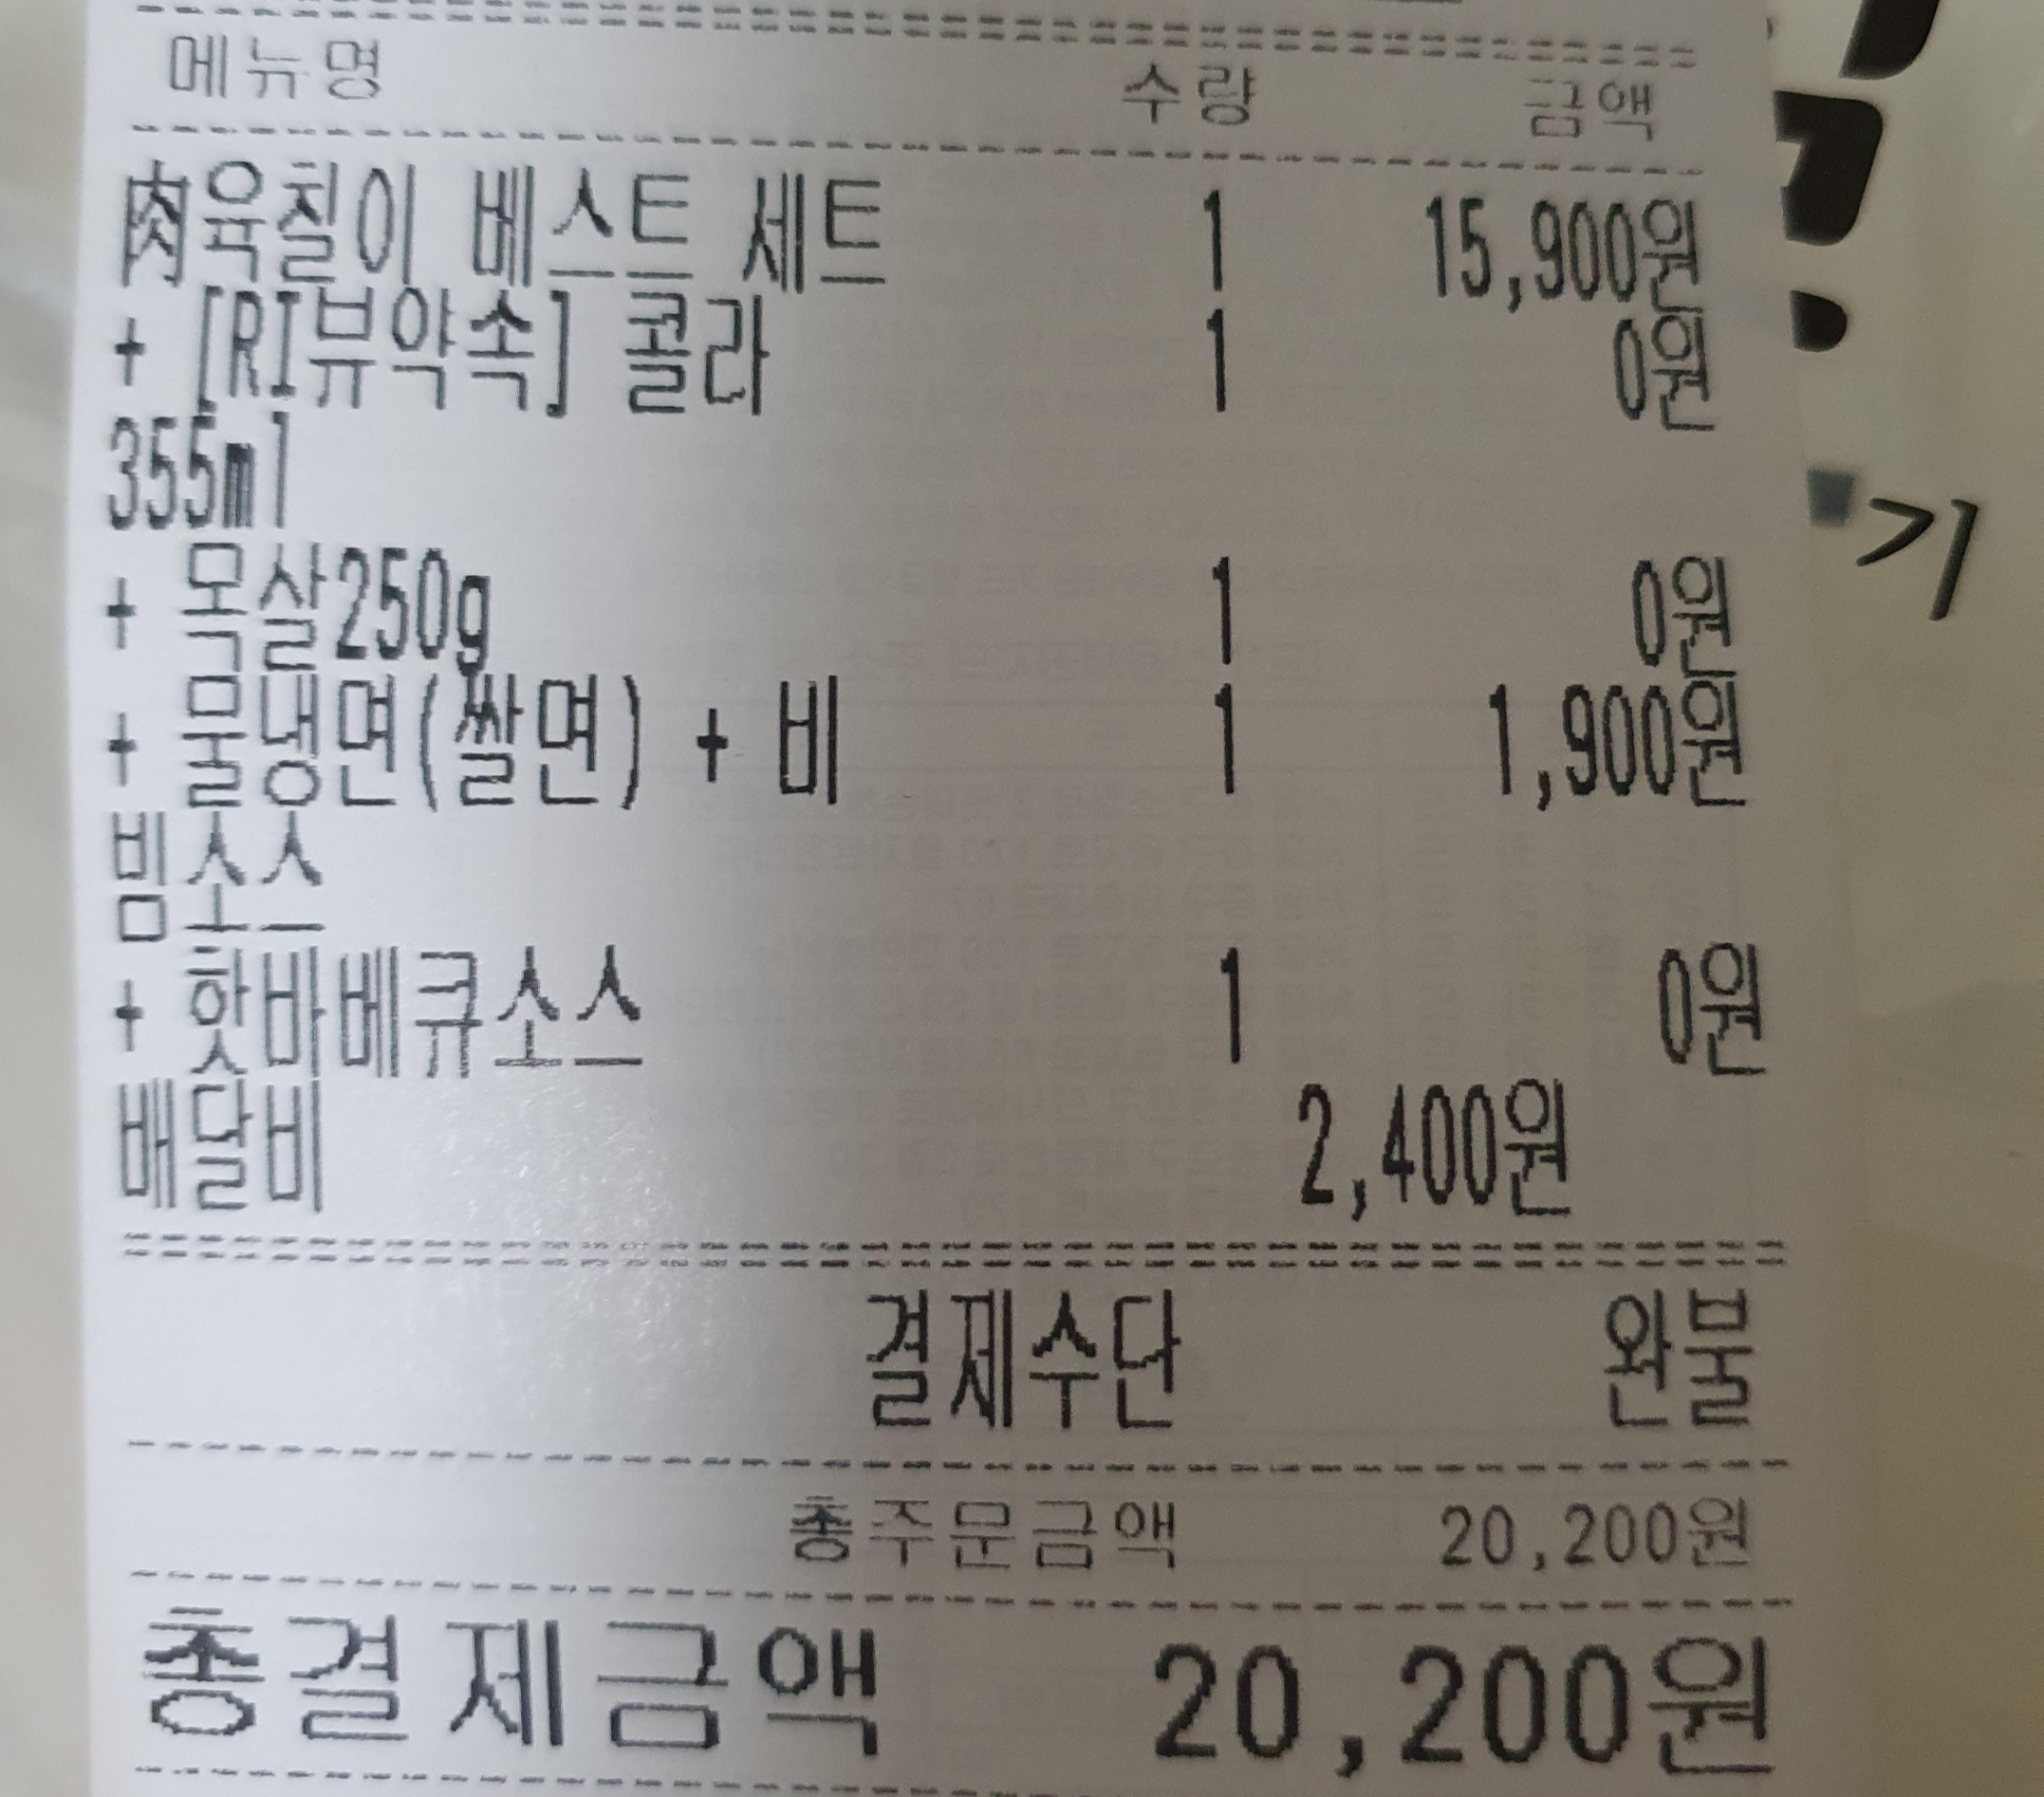 메뉴명 수량 금액
肉육칠이 베스트 세트 1 15,900원
+ [RI뷰약속] 콜라 1 0원
355ml
+ 목살250g 1 0원
+ 물냉면(쌀면) + 비 1 1,900원
빔소스
+ 핫바베큐소스 1 0원
배달비 2,400원
결제수단 완불
총주문금액 20,200원
총결제금액 20,200원